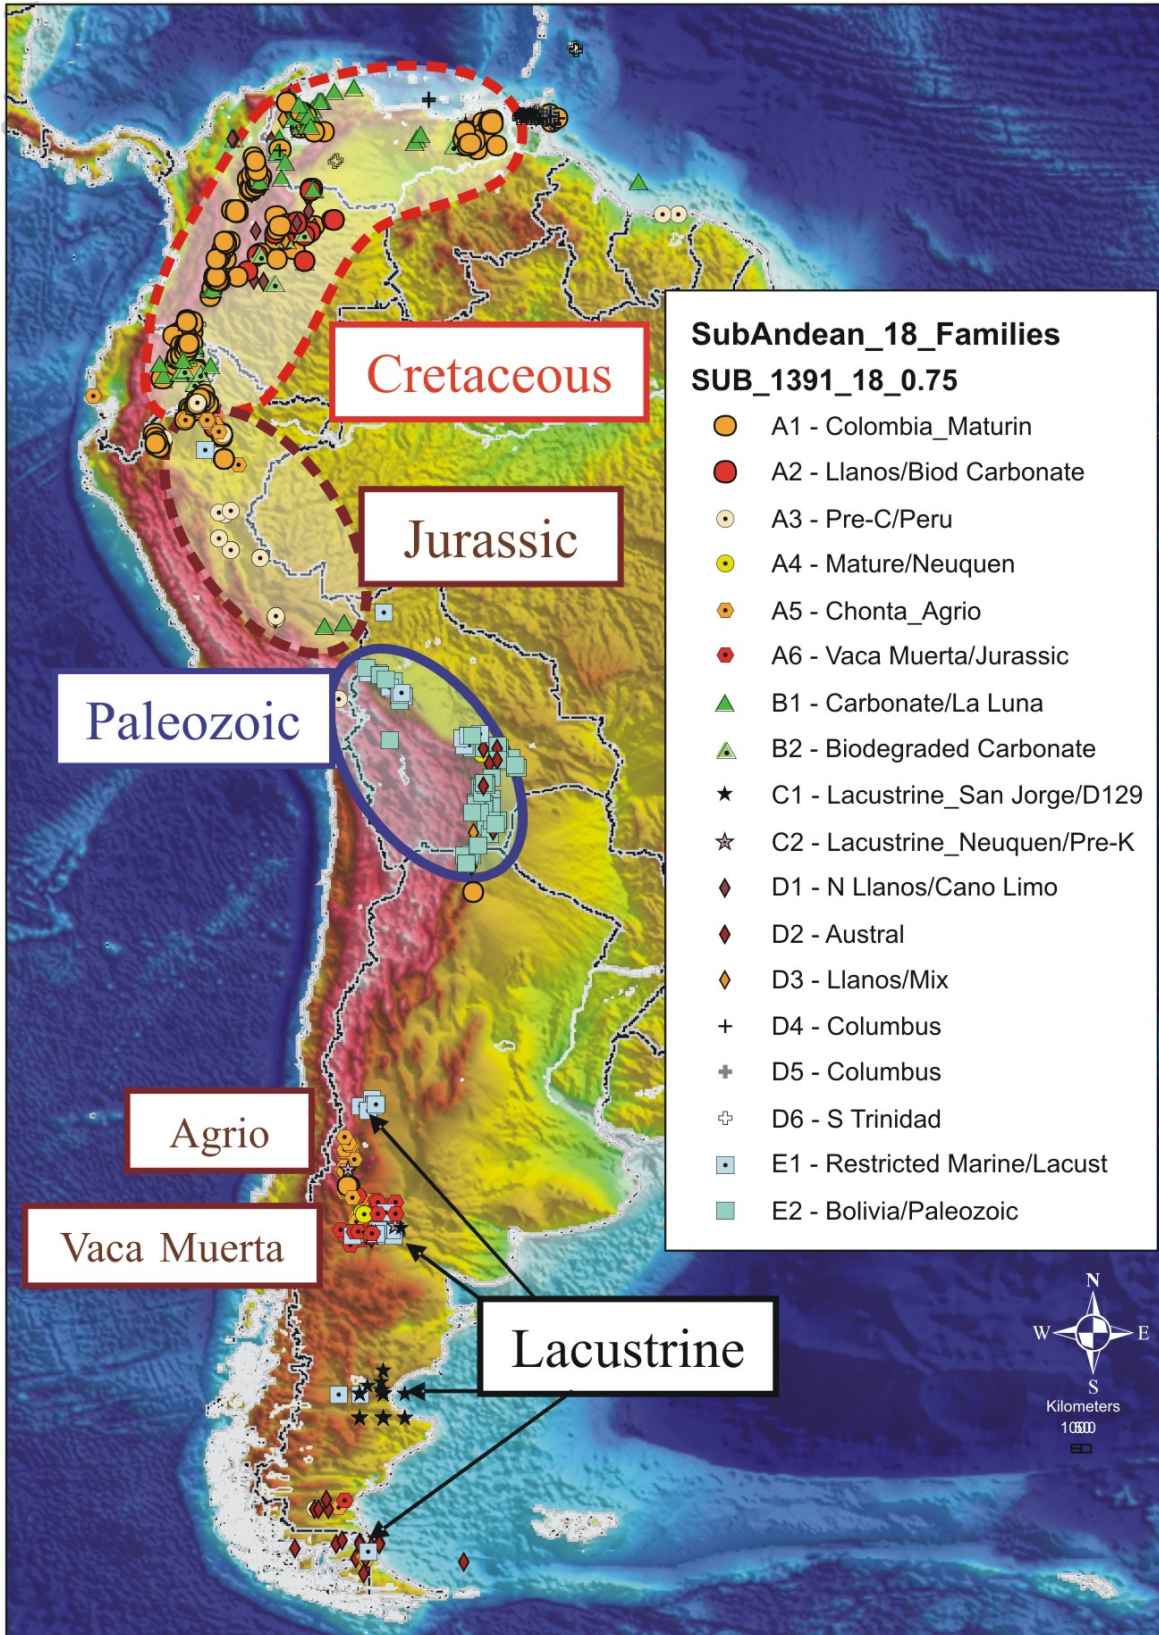 Cretaceous
Jurassic
Paleozoic
Agrio
Vaca Muerta
Lacustrine
SubAndean_18_Families
SUB_1391_18_0.75
A1 - Colombia_Maturin
A2 - Llanos/Biod Carbonate
A3 - Pre-C/Peru
A4 - Mature/Neuquen
A5 - Chonta_Agrio
A6 - Vaca Muerta/Jurassic
B1 - Carbonate/La Luna
B2 - Biodegraded Carbonate
C1 - Lacustrine_San Jorge/D129
C2 - Lacustrine_Neuquen/Pre-K
D1 - N Llanos/Cano Limo
D2 - Austral
D3 - Llanos/Mix
D4 - Columbus
D5 - Columbus
D6 - S Trinidad
E1 - Restricted Marine/Lacust
E2 - Bolivia/Paleozoic
N
W E
S
Kilometers